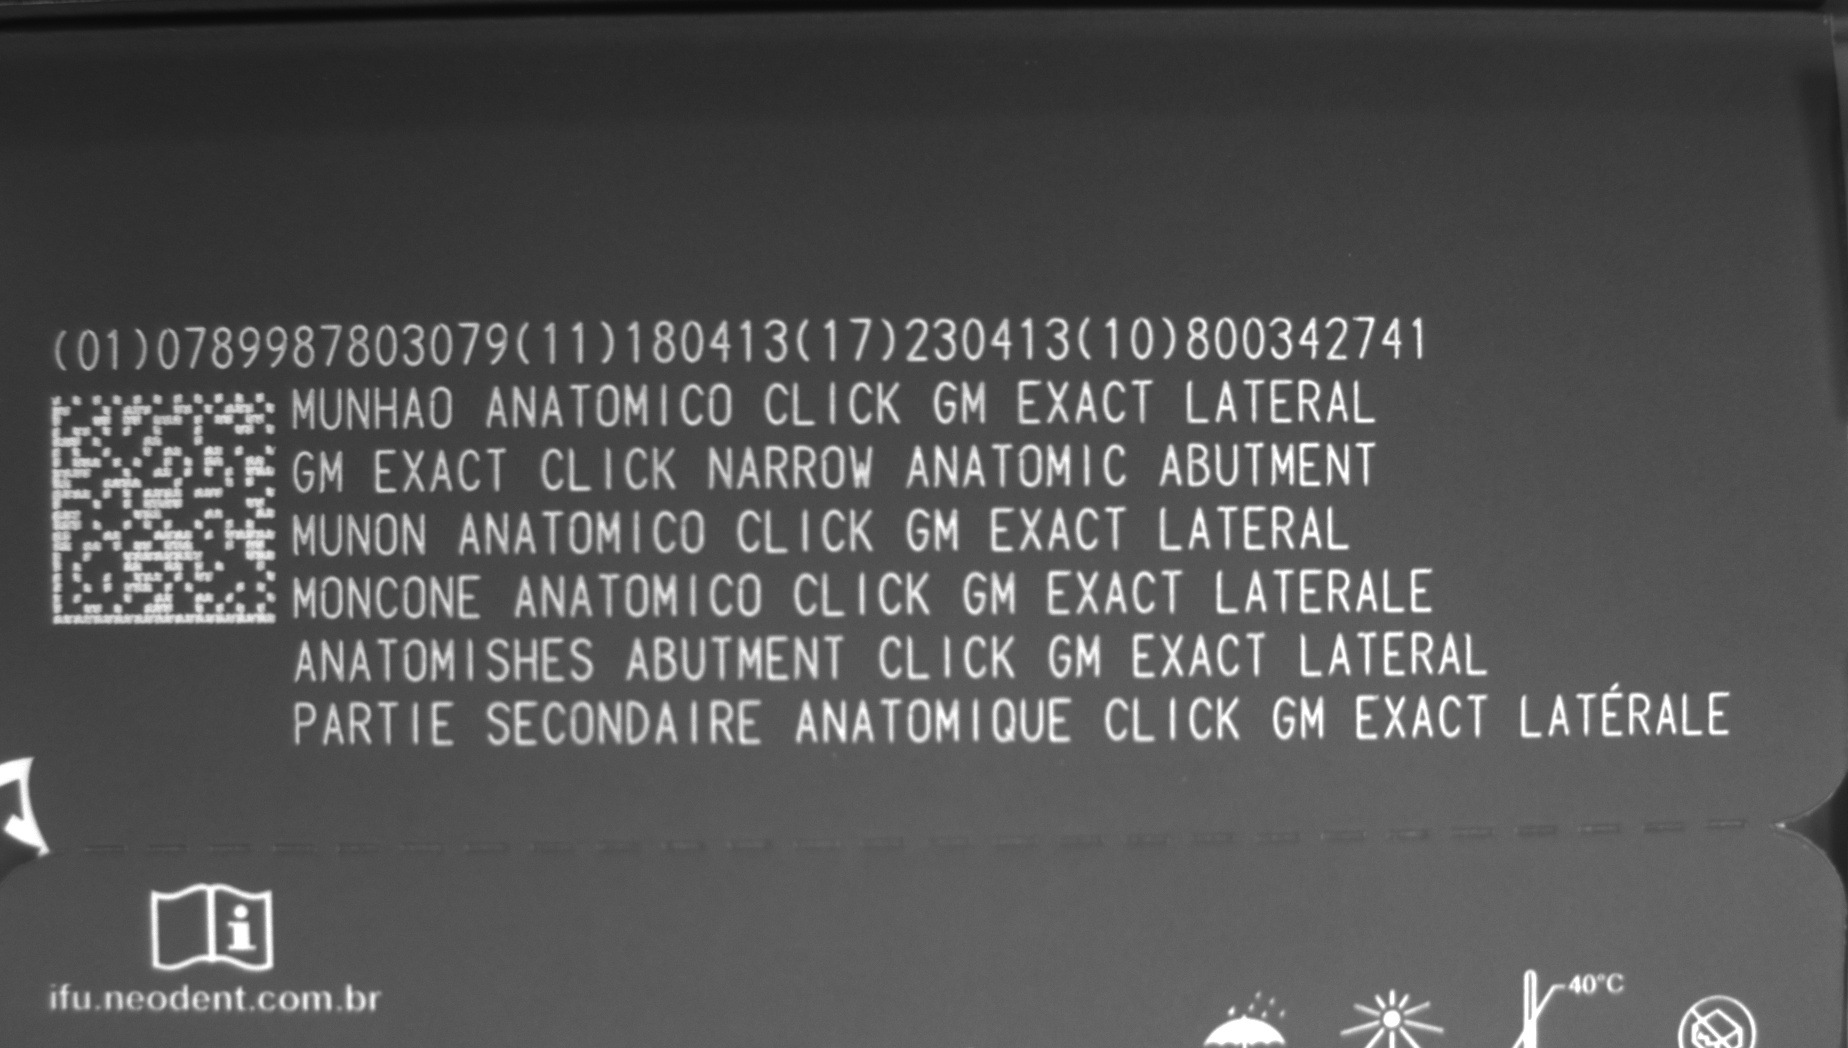 (01)0789987803079(11)180413(17)230413(10)800342741
MUNHAO ANATOMICO CLICK GM EXACT LATERAL
GM EXACT CLICK NARROW ANATOMIC ABUTMENT
MUNON ANATOMICO CLICK GM EXACT LATERAL
MONCONE ANATOMICO CLICK GM EXACT LATERALE
ANATOMISHES ABUTMENT CLICK GM EXACT LATERAL
PARTIE SECONDAIRE ANATOMIQUE CLICK GM EXACT LATÉRALE
i
ifu.neodent.com.br
40°C